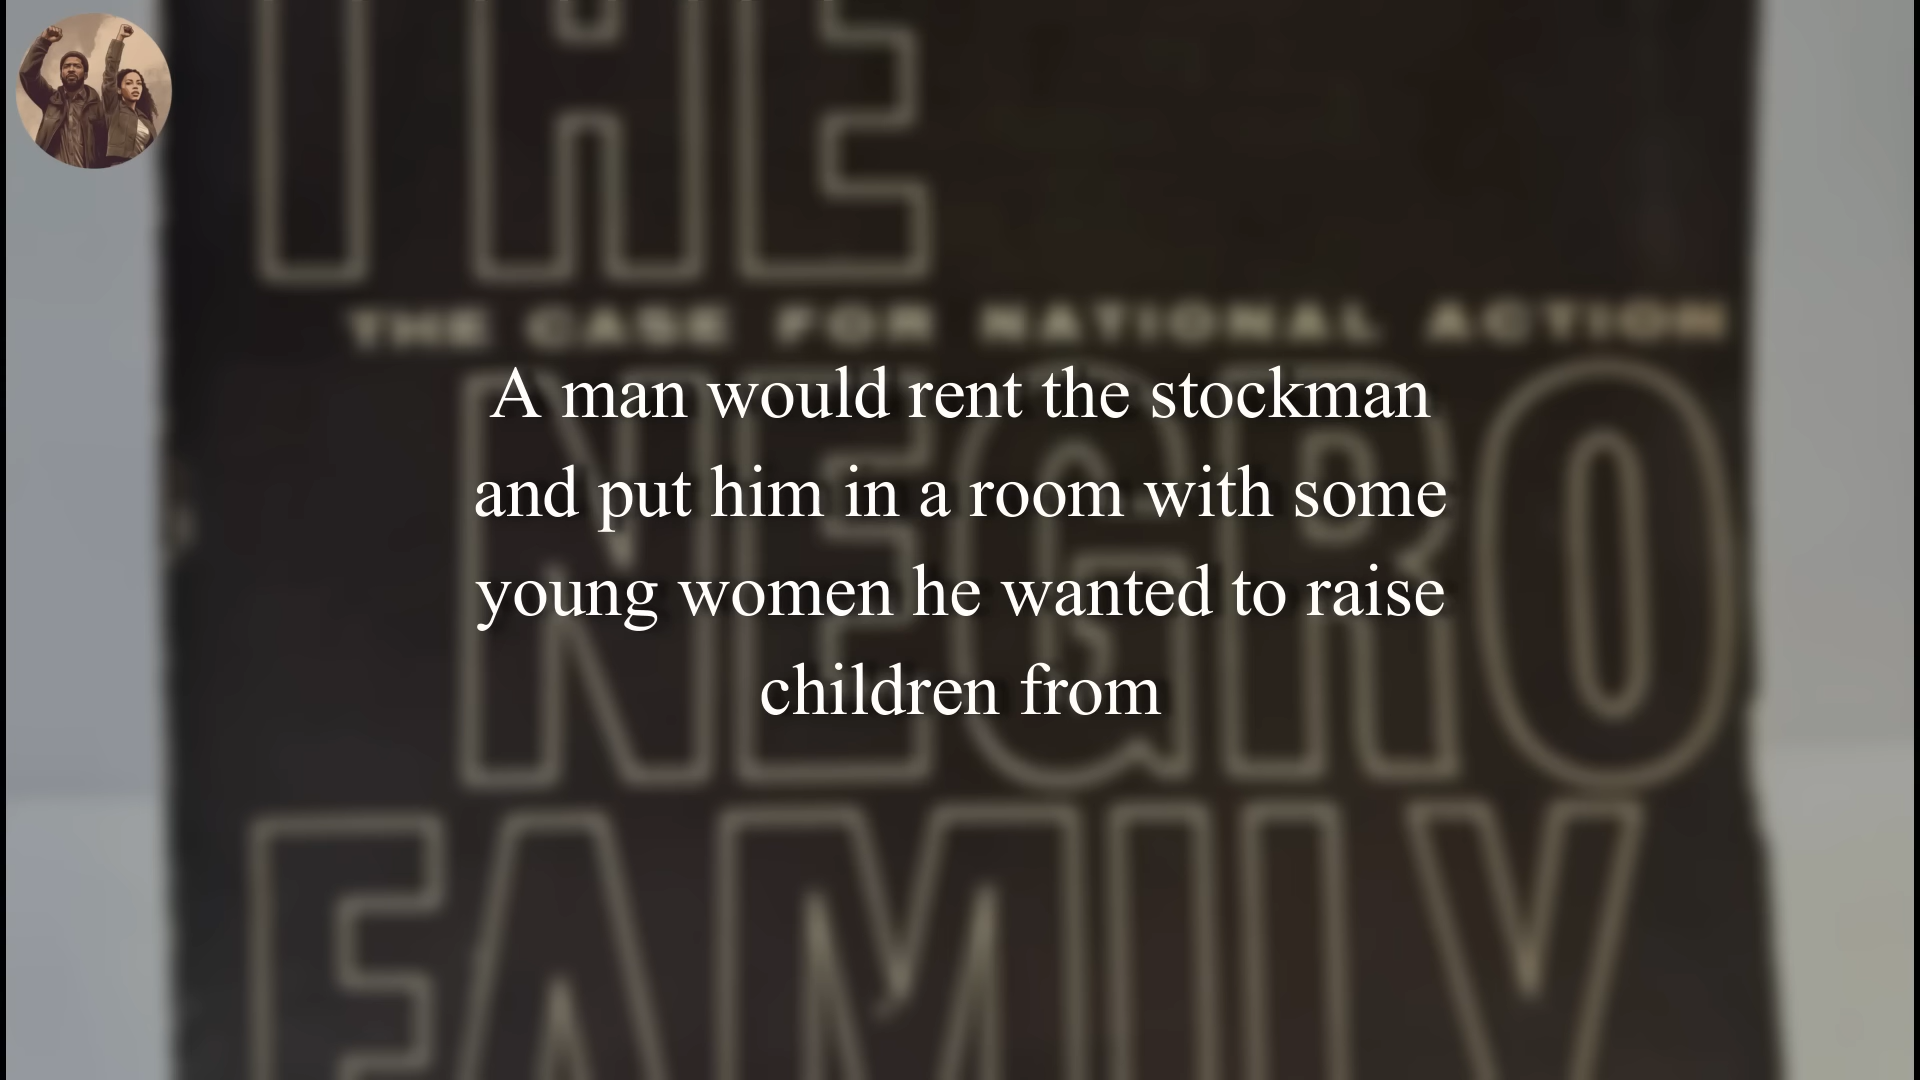 THE
THE CASE FOR NATIONAL ACTION
NEGRO
FAMILY
A man would rent the stockman
and put him in a room with some
young women he wanted to raise
children from